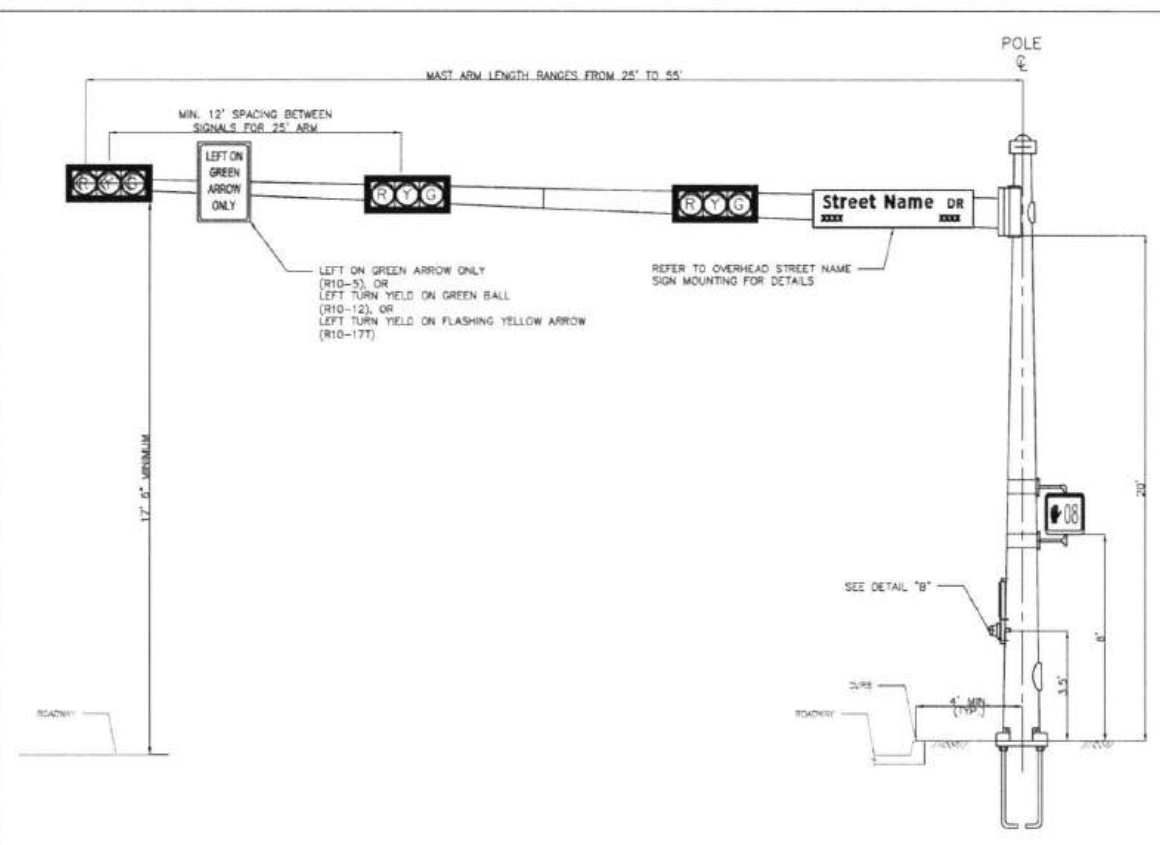 POLE
℄
MAST ARM LENGTH RANGES FROM 25' TO 55'
MIN. 12' SPACING BETWEEN
SIGNALS FOR 25' ARM
LEFT ON
GREEN
ARROW
ONLY
R Y G
R Y G
R Y G
Street Name DR
XXXX XXXX
LEFT ON GREEN ARROW ONLY
(R10-5), OR
LEFT TURN YIELD ON GREEN BALL
(R10-12), OR
LEFT TURN YIELD ON FLASHING YELLOW ARROW
(R10-17T)
REFER TO OVERHEAD STREET NAME
SIGN MOUNTING FOR DETAILS
17' 6" MINIMUM
20'
08
SEE DETAIL "B"
8'
3.5'
CURB
4' MIN.
(TYP.)
ROADWAY
ROADWAY